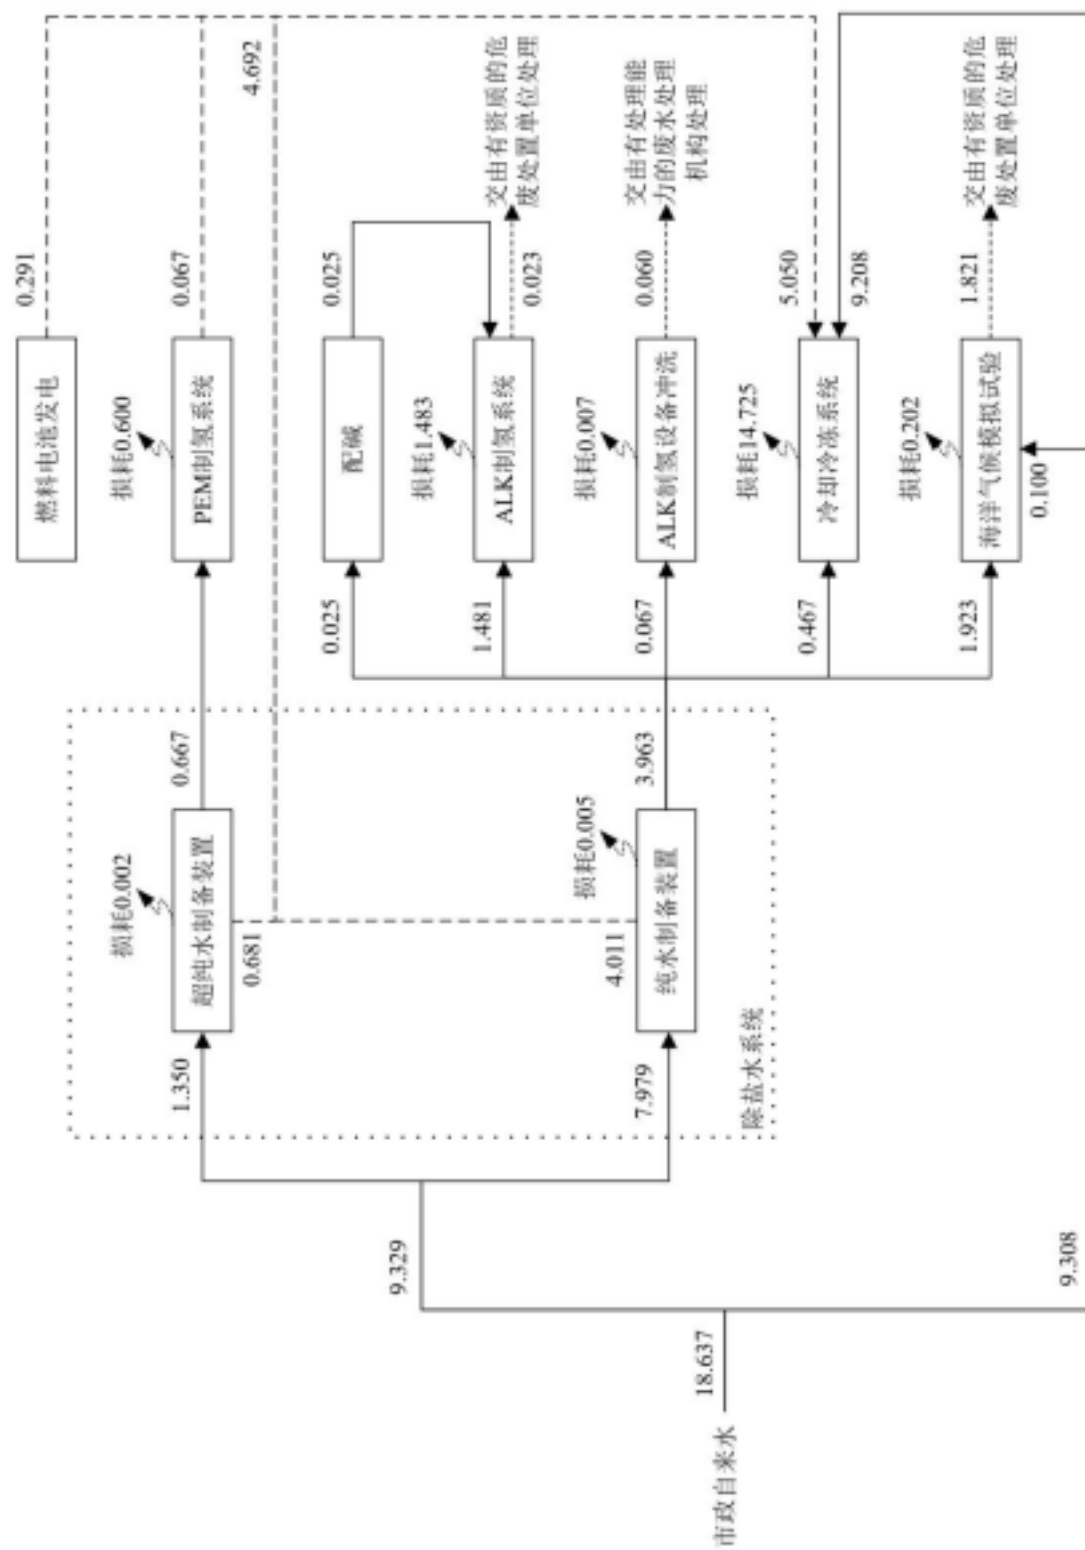 市政自来水
18.637
9.329
9.308
1.350
7.979
除盐水系统
损耗0.002
超纯水制备装置
0.681
0.667
损耗0.005
纯水制备装置
4.011
3.963
4.692
燃料电池发电
0.291
损耗0.600
PEM制氢系统
0.067
0.025
配碱
0.025
1.481
损耗1.483
ALK制氢系统
0.023
交由有资质的危
废处置单位处理
0.067
损耗0.007
ALK制氢设备冲洗
0.060
交由有处理能
力的废水处理
机构处理
0.467
损耗14.725
冷却冷冻系统
5.050
9.208
1.923
损耗0.202
海洋气候模拟试验
0.100
1.821
交由有资质的危
废处置单位处理